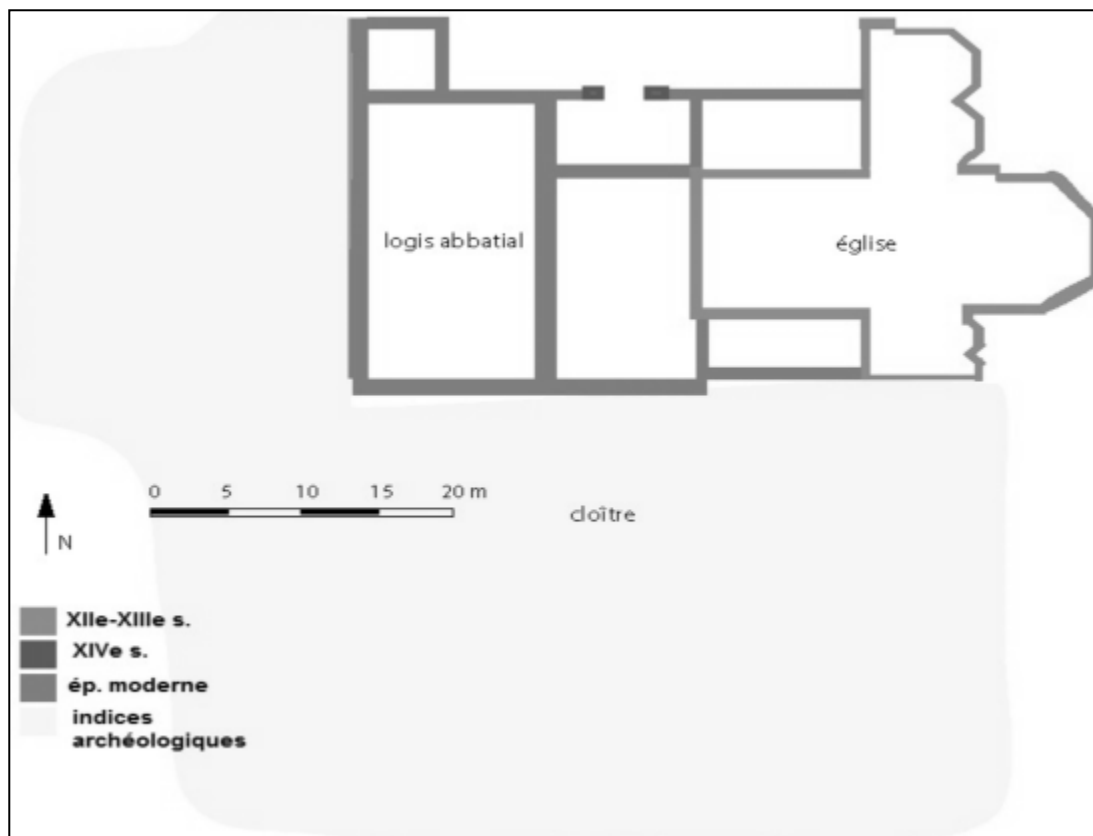 logis abbatial
église
0 5 10 15 20 m
cloître
N
XIIe-XIIIe s.
XIVe s.
ép. moderne
indices
archéologiques